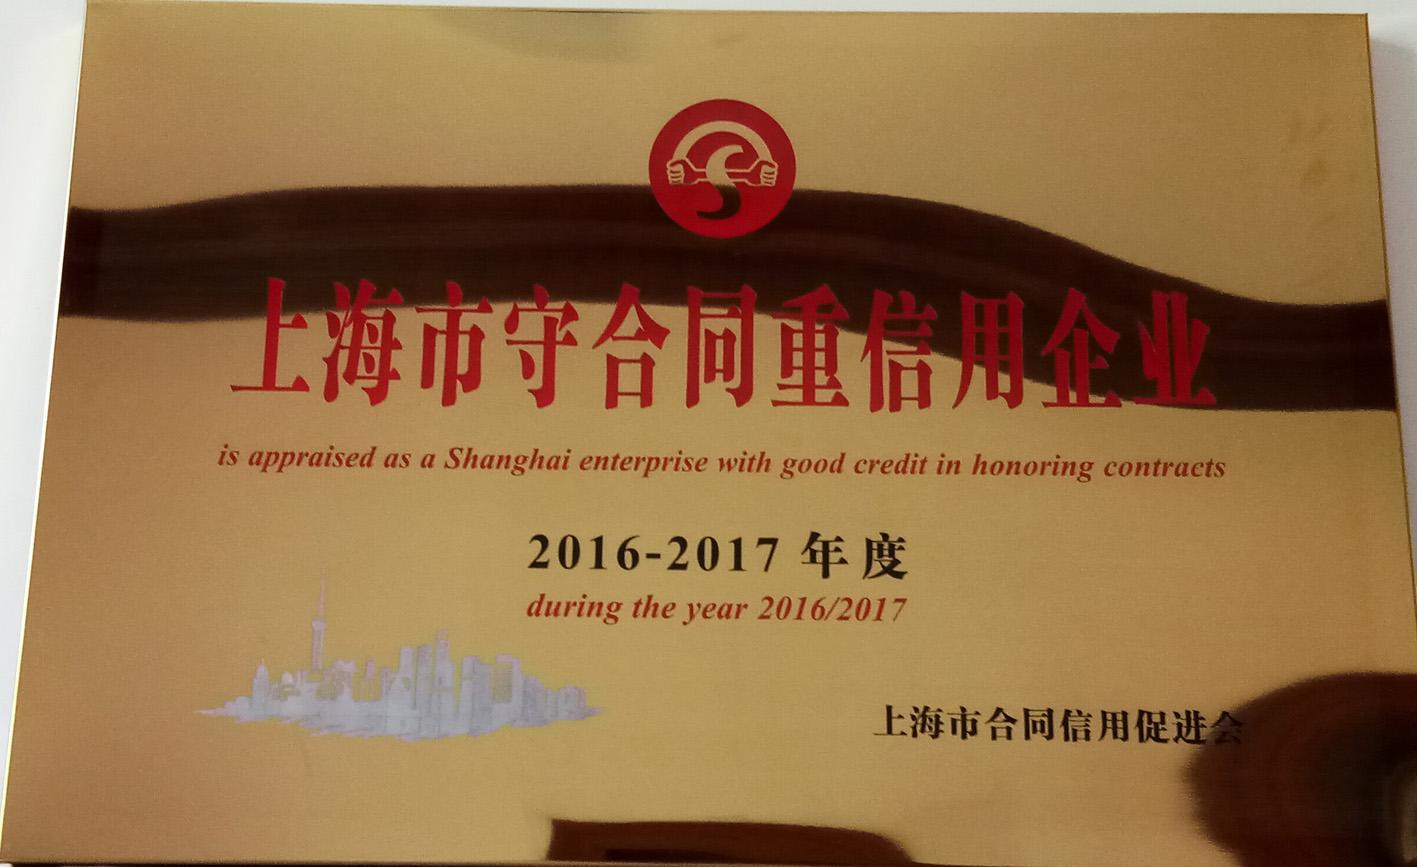 上海市守合同重信用企业
is appraised as a Shanghai enterprise with good credit in honoring contracts
2016-2017 年度
during the year 2016/2017
上海市合同信用促进会